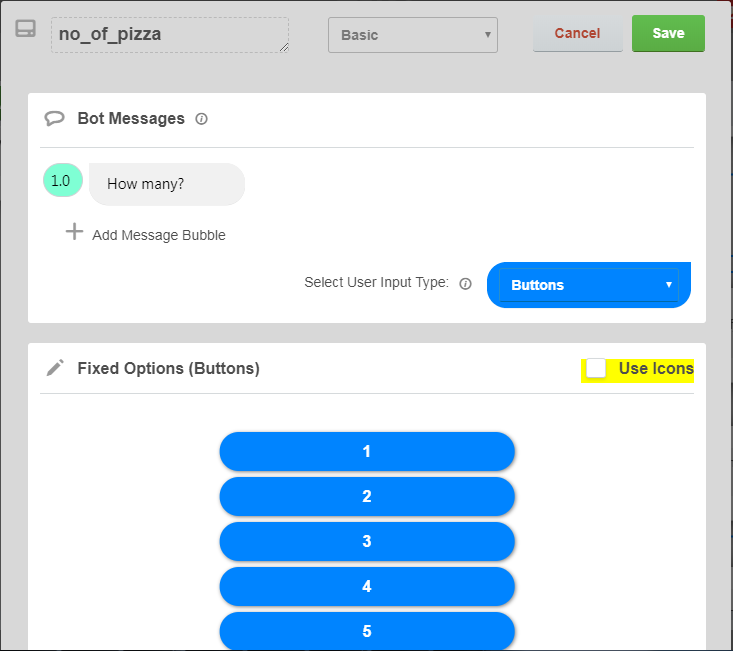 no_of_pizza
Basic
Cancel
Save
Bot Messages
1.0
How many?
Add Message Bubble
Select User Input Type:
Buttons
Fixed Options (Buttons)
Use Icons
1
2
3
4
5